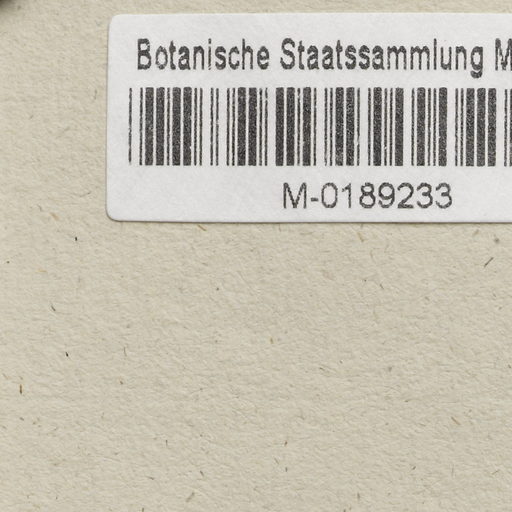 Botanische Staatssammlung M
M-0189233